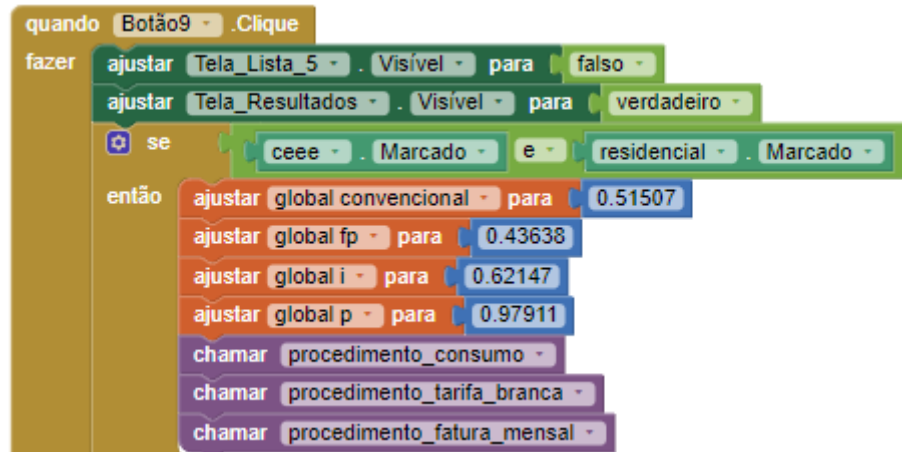 quando Botão9 .Clique
fazer ajustar Tela_Lista_5 . Visível para falso
ajustar Tela_Resultados . Visível para verdadeiro
se ceee . Marcado e residencial . Marcado
então ajustar global convencional para 0.51507
ajustar global fp para 0.43638
ajustar global i para 0.62147
ajustar global p para 0.97911
chamar procedimento_consumo
chamar procedimento_tarifa_branca
chamar procedimento_fatura_mensal